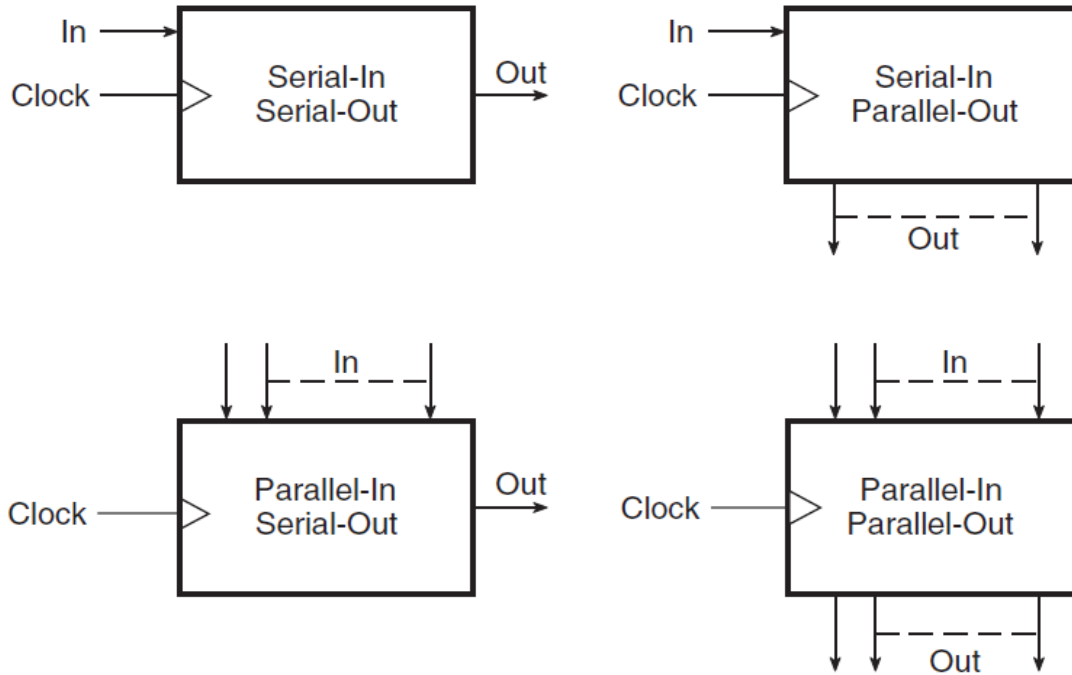 In
Clock
Serial-In
Serial-Out
Out
In
Clock
Serial-In
Parallel-Out
Out
In
Clock
Parallel-In
Serial-Out
Out
In
Clock
Parallel-In
Parallel-Out
Out